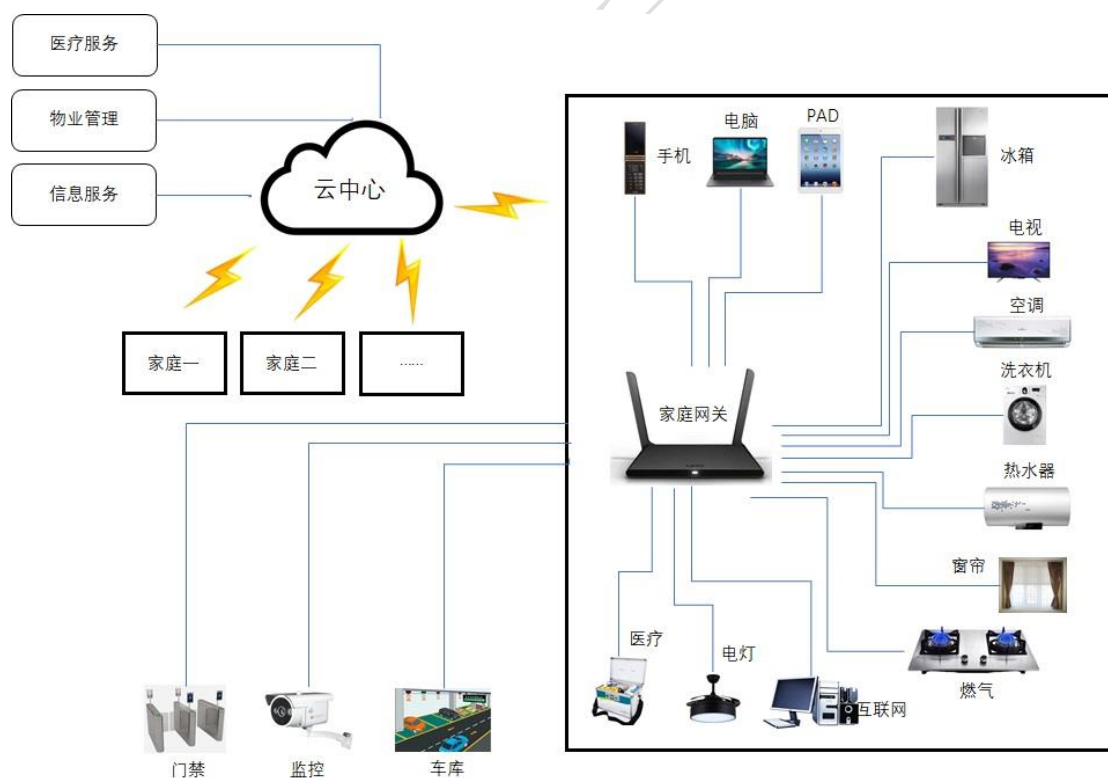 医疗服务
物业管理
信息服务
云中心
家庭一
家庭二
......
手机
电脑
PAD
冰箱
电视
空调
洗衣机
家庭网关
热水器
窗帘
燃气
医疗
电灯
互联网
门禁
监控
车库